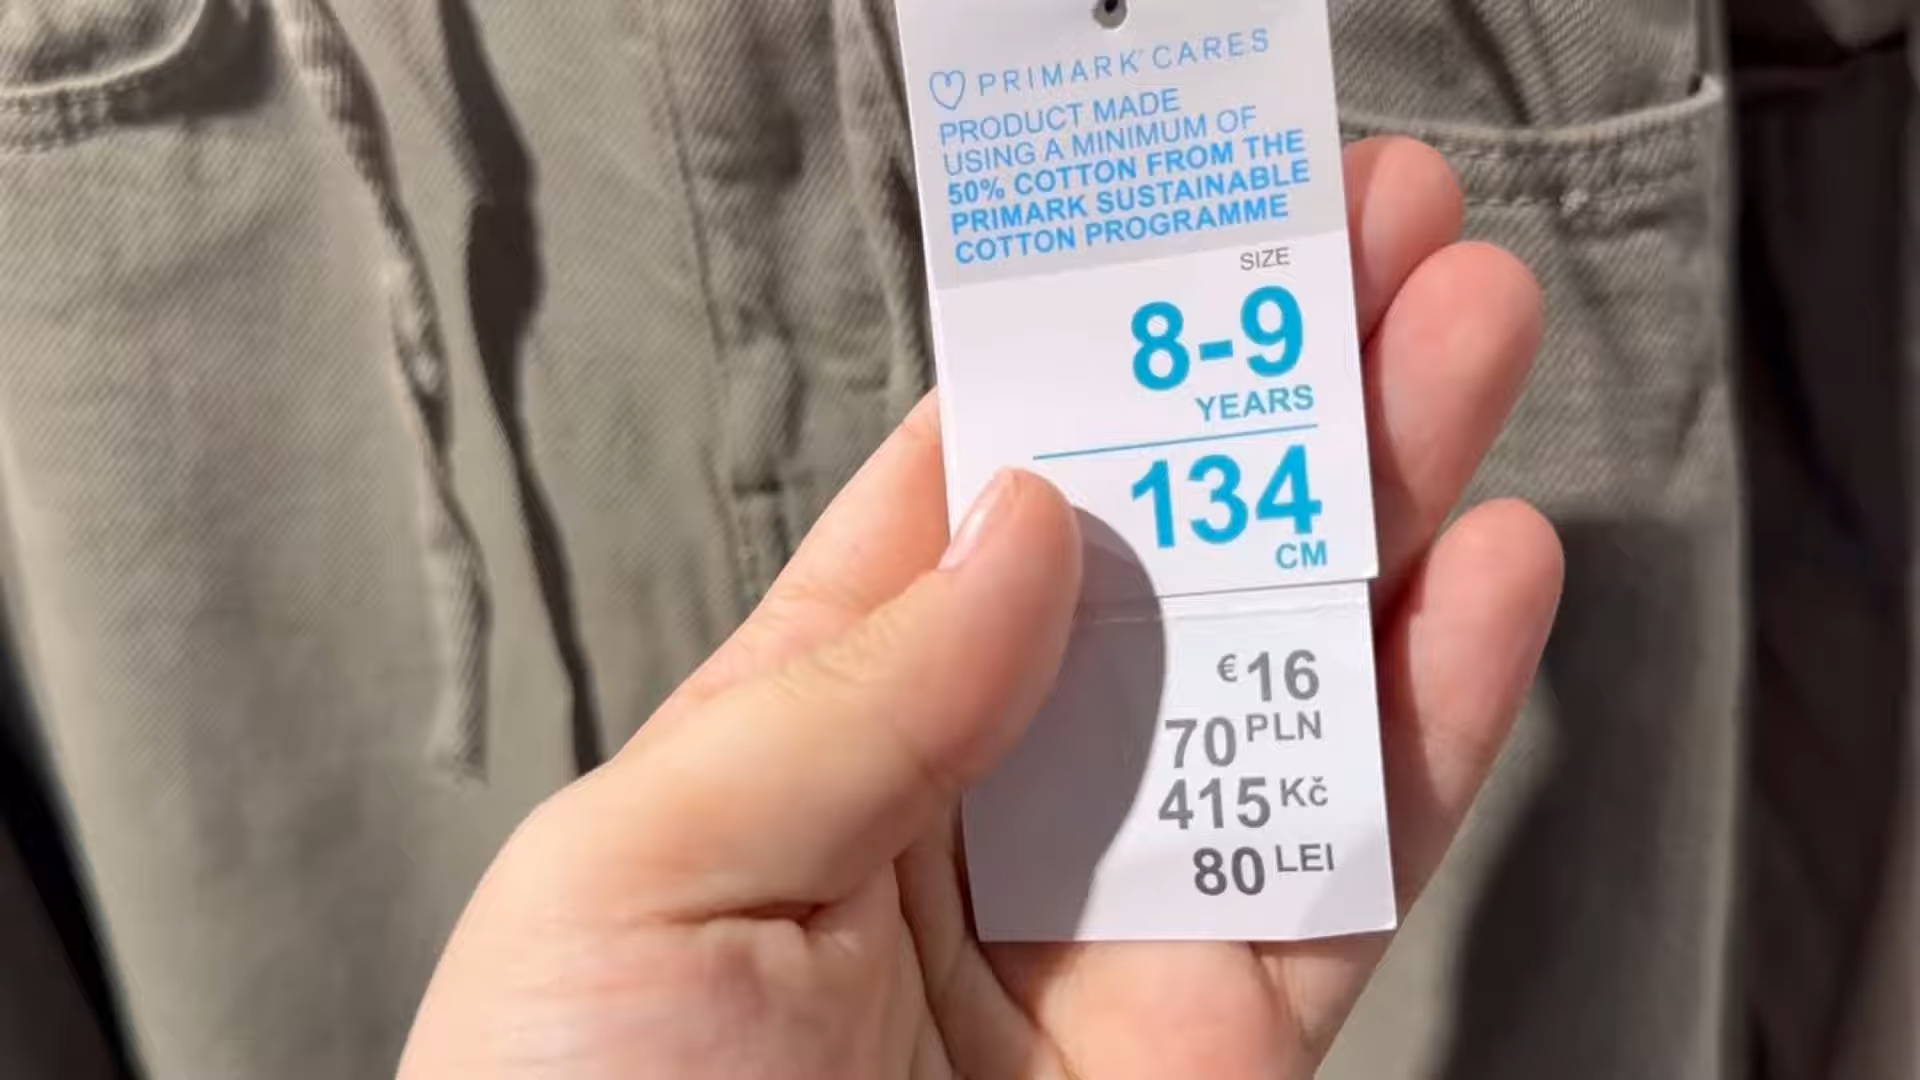 PRIMARK® CARES
PRODUCT MADE
USING A MINIMUM OF
50% COTTON FROM THE
PRIMARK SUSTAINABLE
COTTON PROGRAMME
SIZE
8-9
YEARS
134
CM
€16
70 PLN
415 Kč
80 LEI